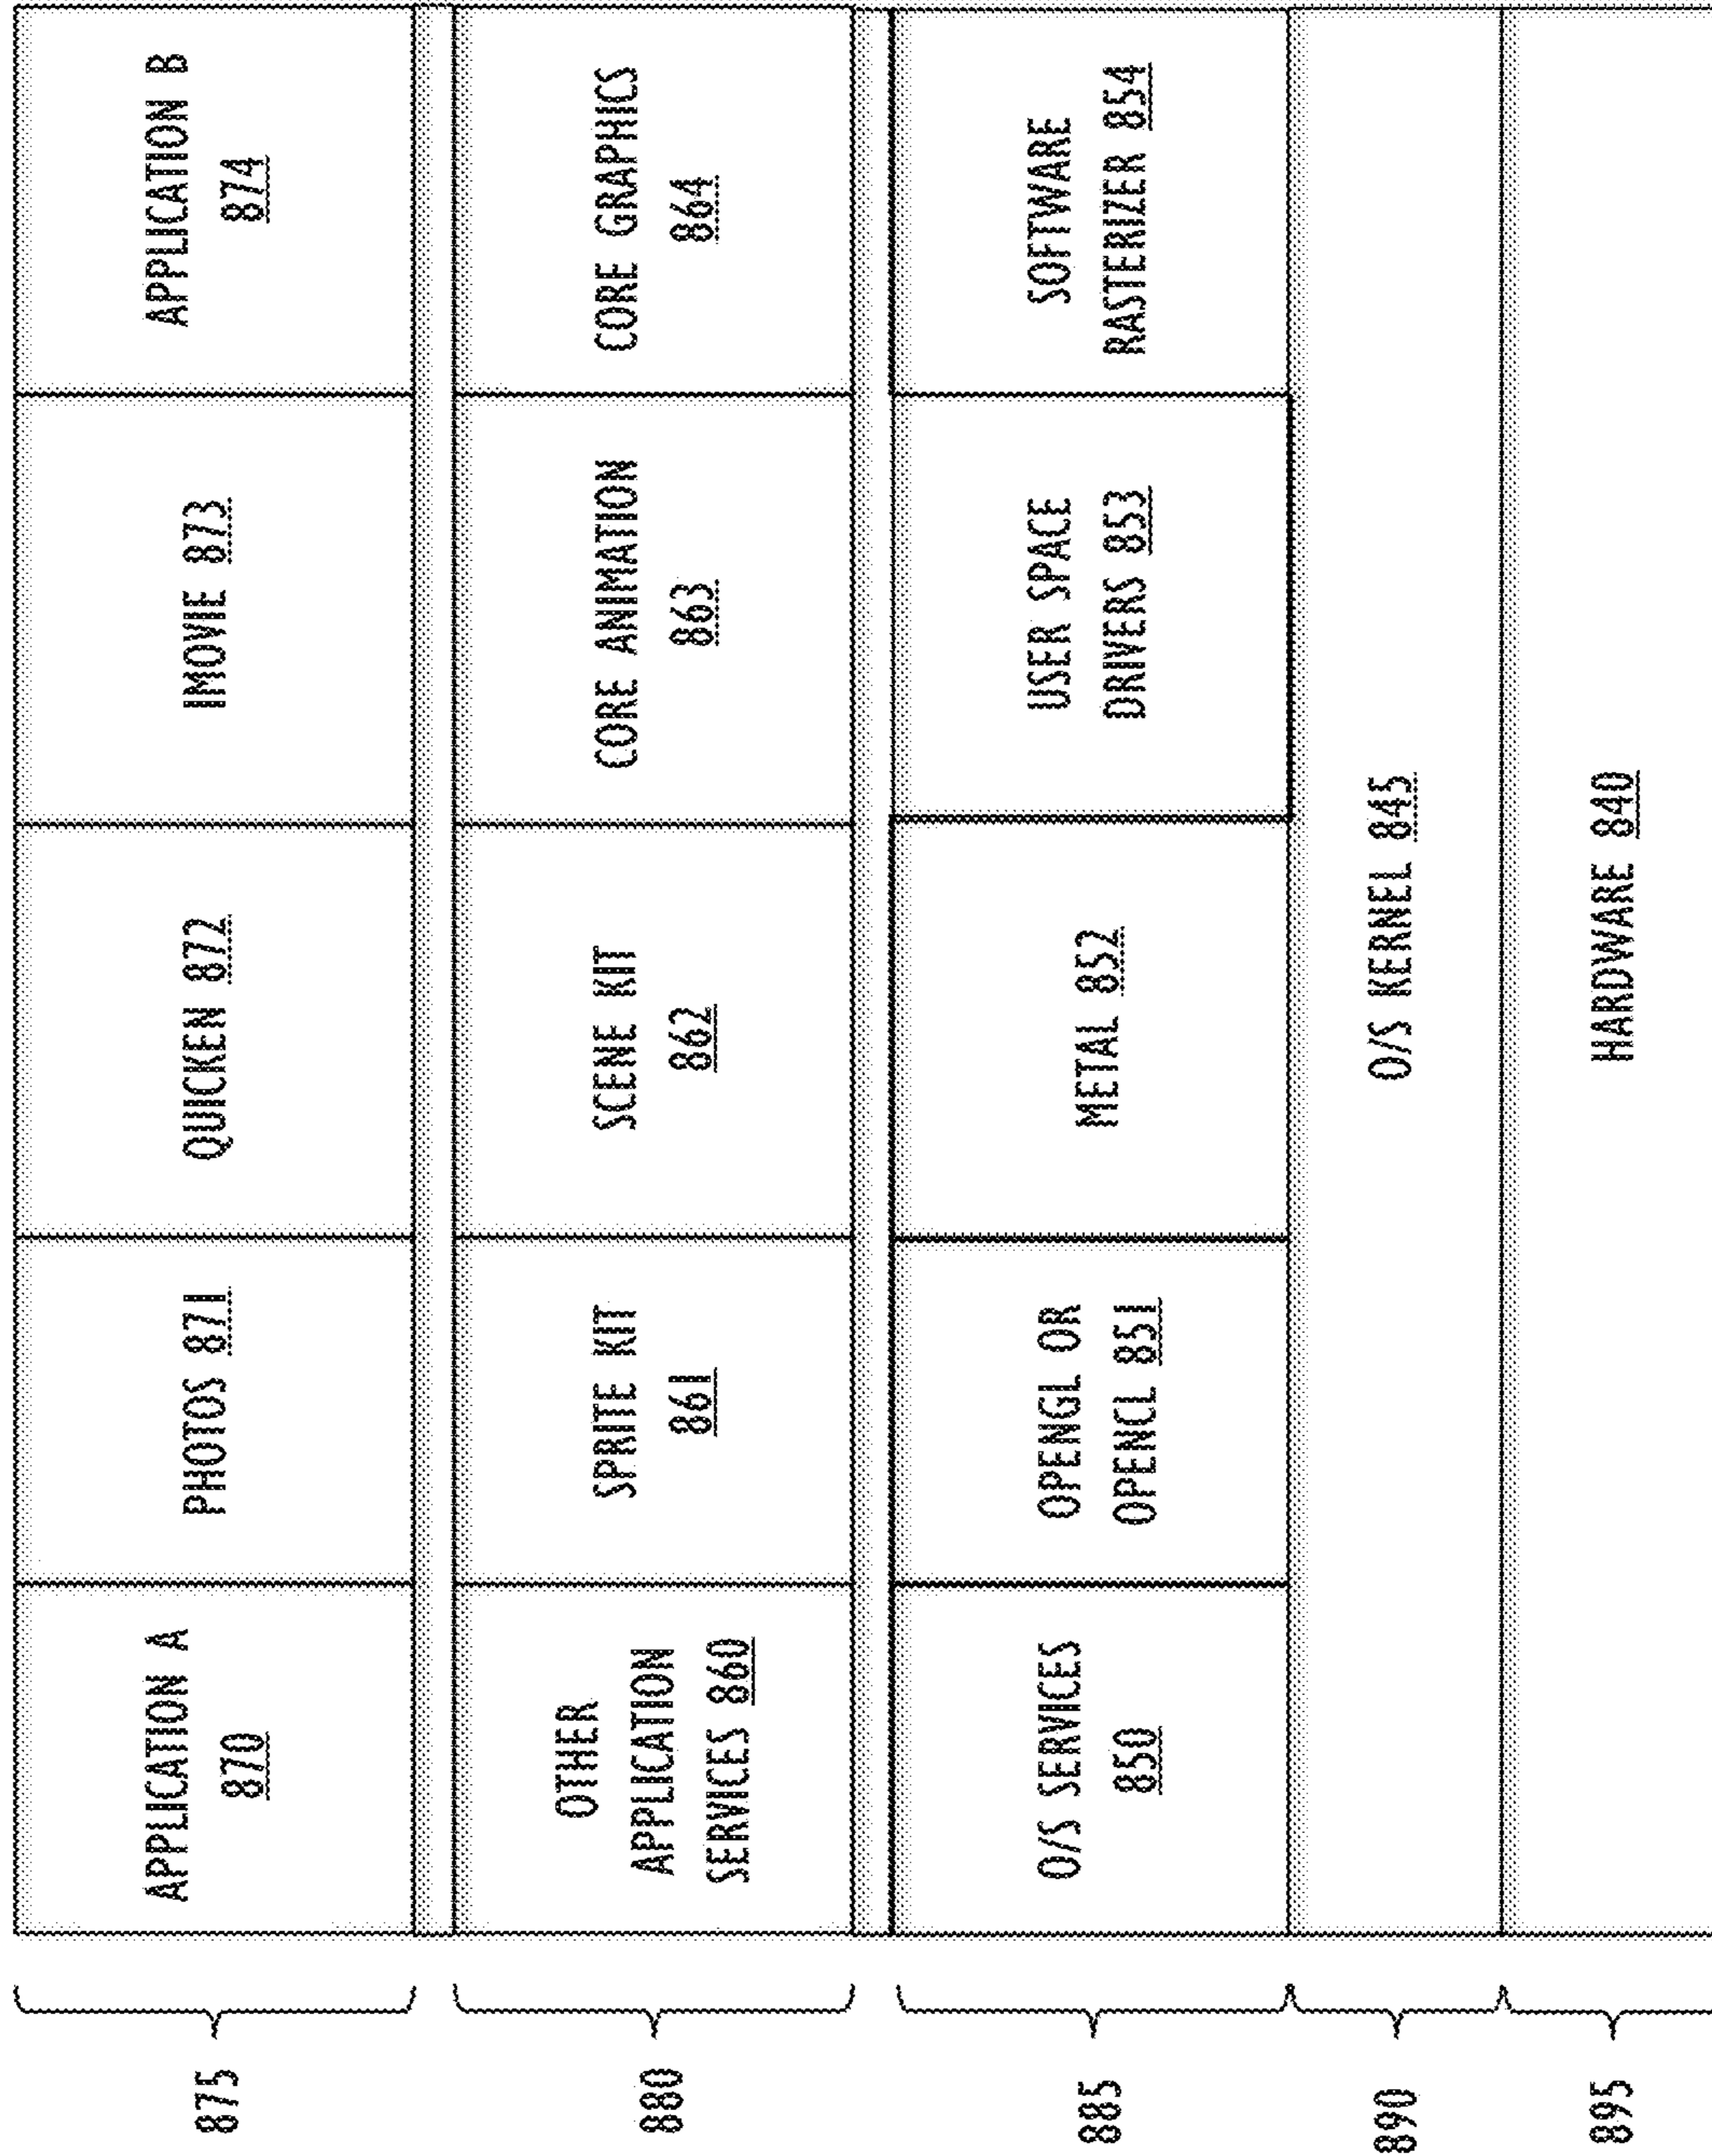 875
APPLICATION A
870
PHOTOS 871
QUICKEN 872
IMOVIE 873
APPLICATION B
874
880
OTHER
APPLICATION
SERVICES 860
SPRITE KIT
861
SCENE KIT
862
CORE ANIMATION
863
CORE GRAPHICS
864
885
O/S SERVICES
850
OPENGL OR
OPENCL 851
METAL 852
USER SPACE
DRIVERS 853
SOFTWARE
RASTERIZER 854
890
O/S KERNEL 845
895
HARDWARE 840